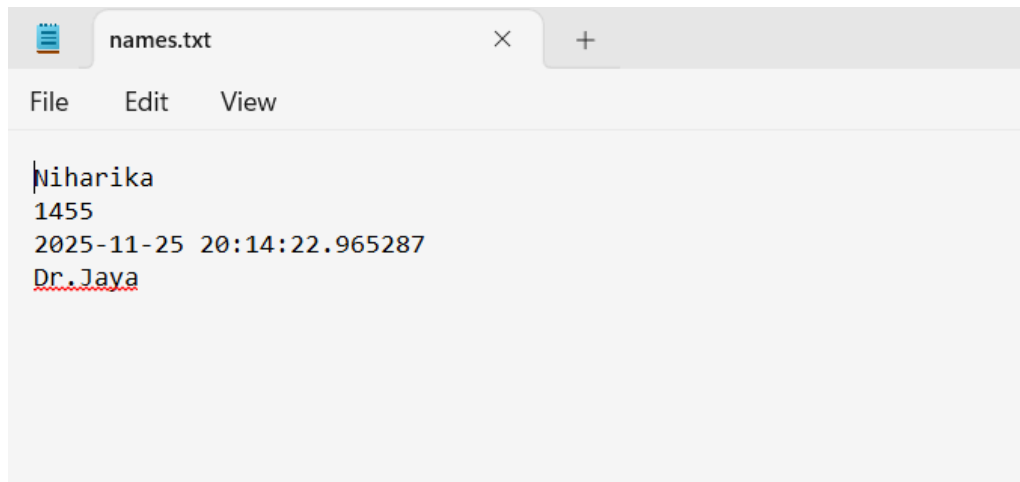 names.txt
File Edit View
Niharika
1455
2025-11-25 20:14:22.965287
Dr.Jaya